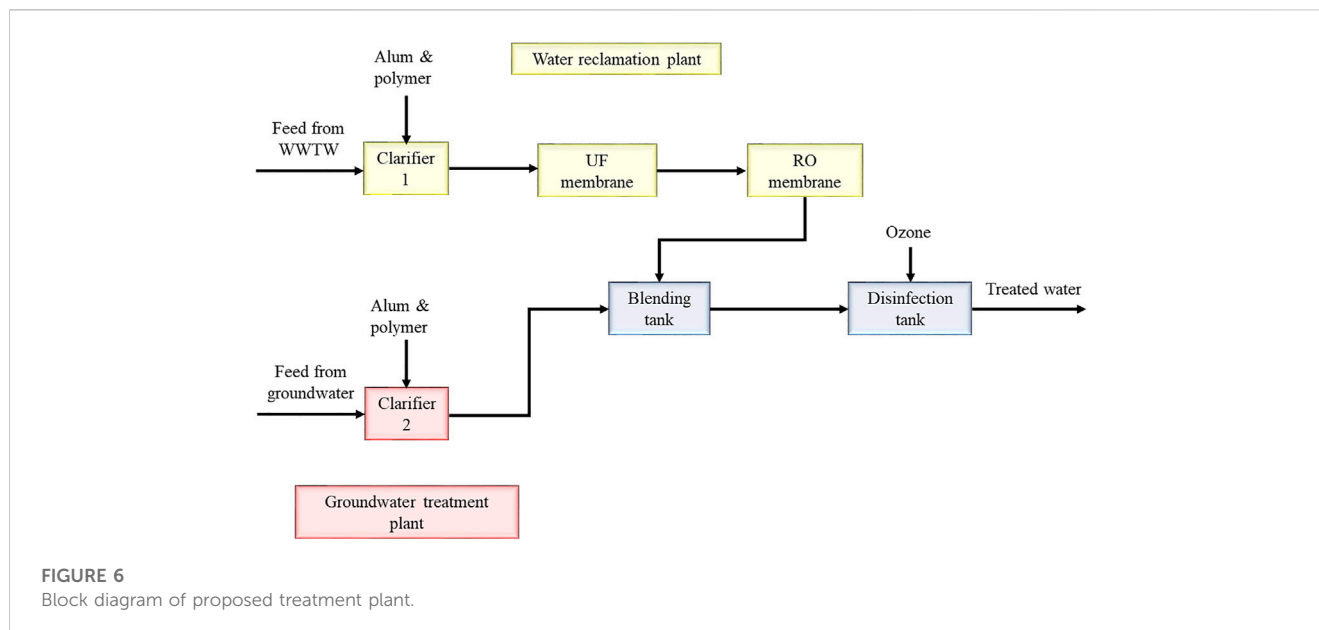 Alum &
polymer
Water reclamation plant
Feed from
WWTW
Clarifier
1
UF
membrane
RO
membrane
Ozone
Alum &
polymer
Blending
tank
Disinfection
tank
Treated water
Feed from
groundwater
Clarifier
2
Groundwater treatment
plant
FIGURE 6
Block diagram of proposed treatment plant.